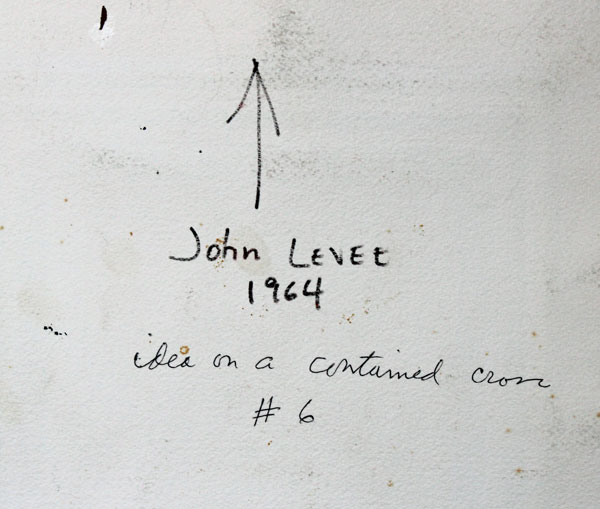 John LEVEE
1964
idea on a contained cross
# 6